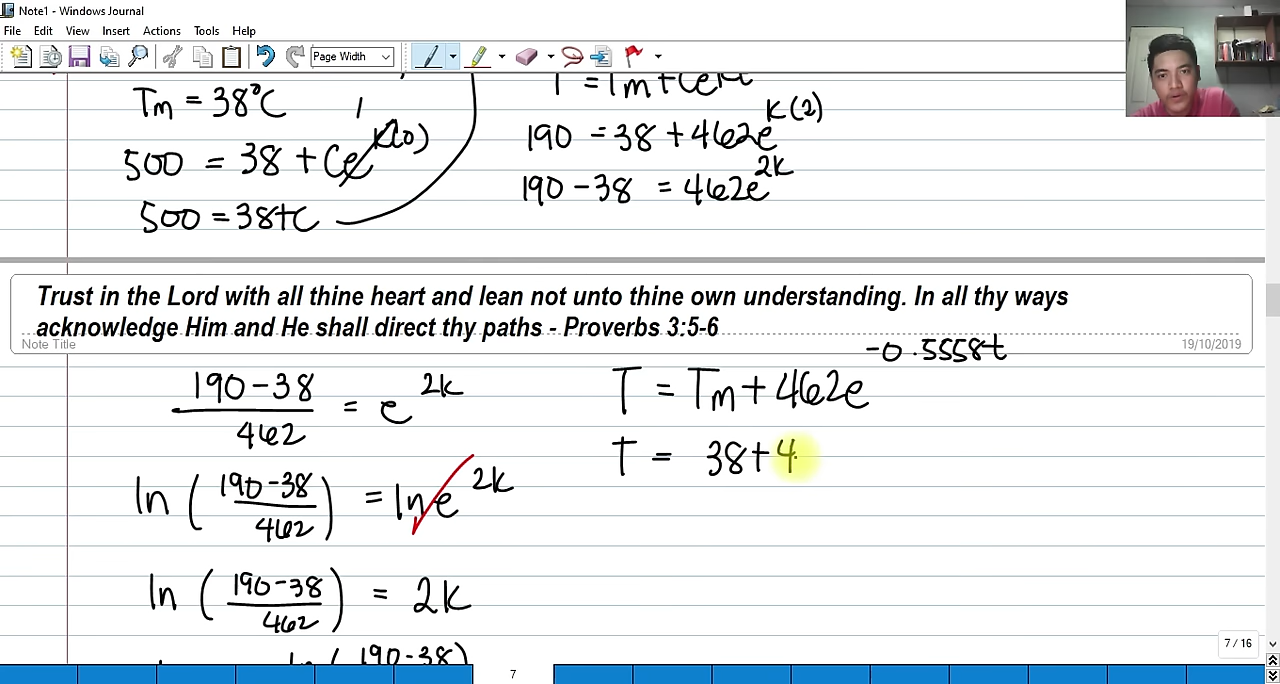 Note1 - Windows Journal
File Edit View Insert Actions Tools Help
Page Width
Tm = 38°C
500 = 38 + Ce^K(0)
1
500 = 38+C
T = Tm + Ce^kt
190 = 38 + 462e^K(2)
190 - 38 = 462e^2K
Trust in the Lord with all thine heart and lean not unto thine own understanding. In all thy ways
acknowledge Him and He shall direct thy paths - Proverbs 3:5-6
Note Title
19/10/2019
190 - 38 / 462 = e^2K
ln (190-38 / 462) = ln e^2K
ln (190-38 / 462) = 2K
ln (190-38)
T = Tm + 462e^-0.5558t
T = 38 + 4
7 / 16
7